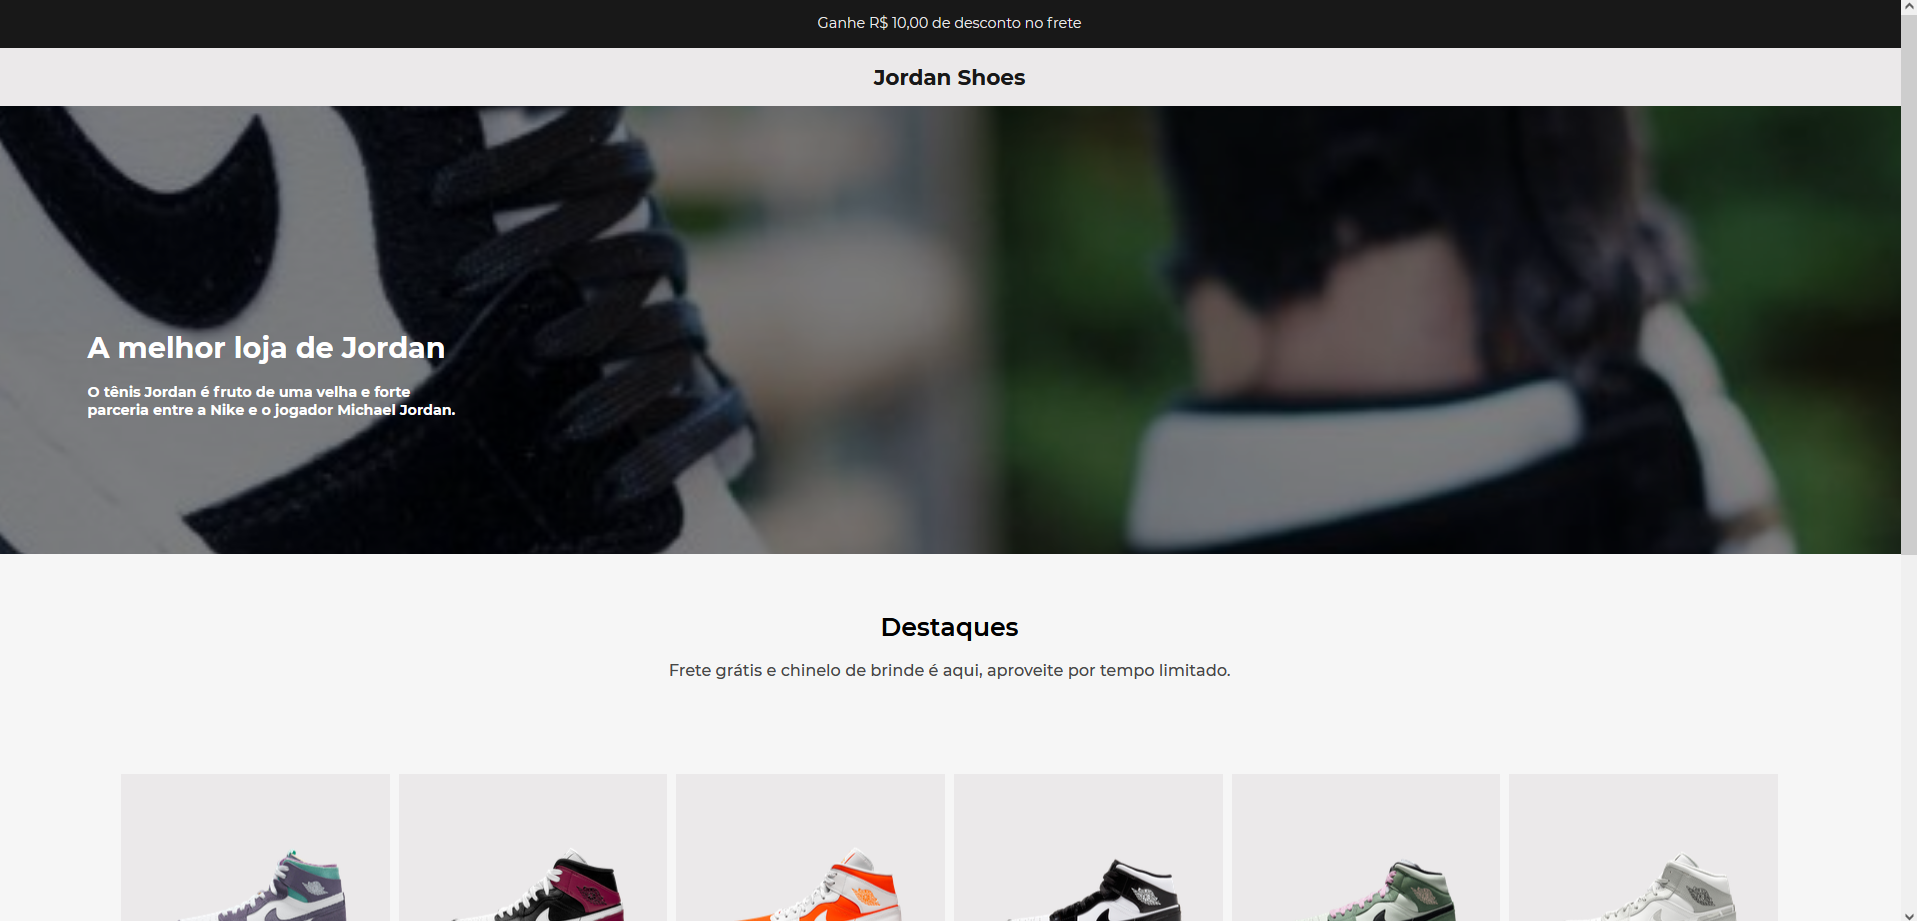 Ganhe R$ 10,00 de desconto no frete
Jordan Shoes
A melhor loja de Jordan
O tênis Jordan é fruto de uma velha e forte
parceria entre a Nike e o jogador Michael Jordan.
Destaques
Frete grátis e chinelo de brinde é aqui, aproveite por tempo limitado.